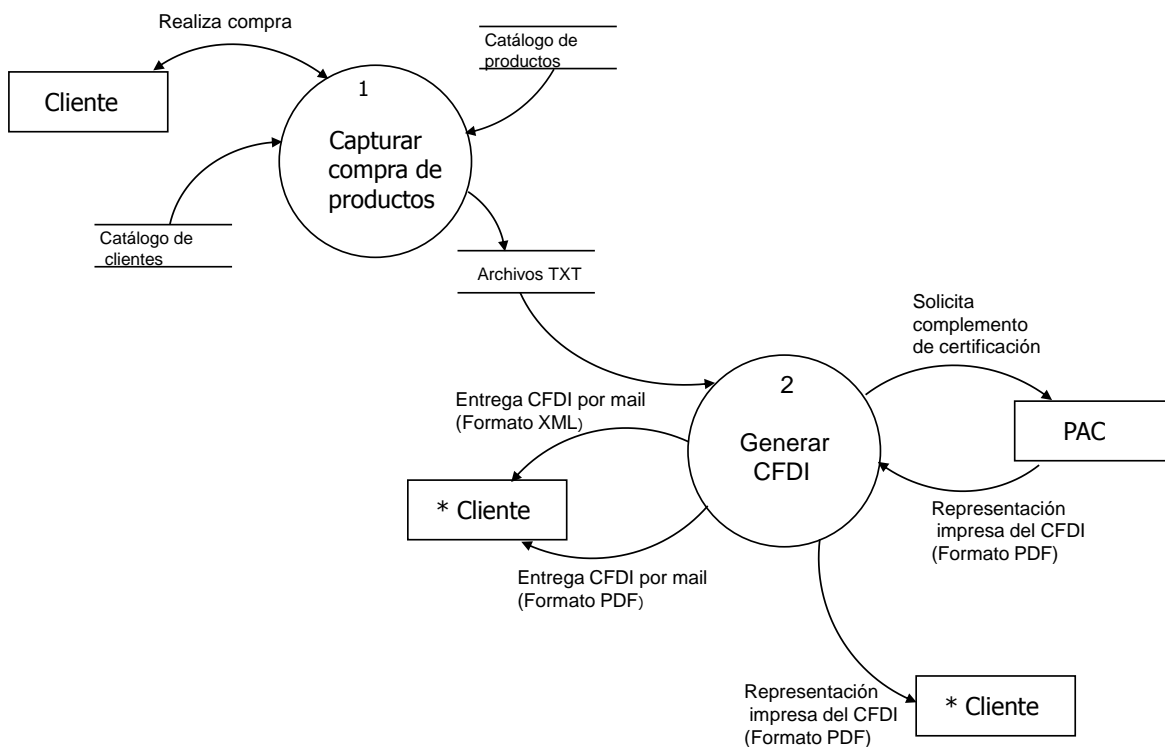 Realiza compra
Catálogo de
productos
Cliente
1
Capturar
compra de
productos
Catálogo de
clientes
Archivos TXT
Solicita
complemento
de certificación
2
Generar
CFDI
Entrega CFDI por mail
(Formato XML)
PAC
* Cliente
Representación
impresa del CFDI
(Formato PDF)
Entrega CFDI por mail
(Formato PDF)
Representación
impresa del CFDI
(Formato PDF)
* Cliente